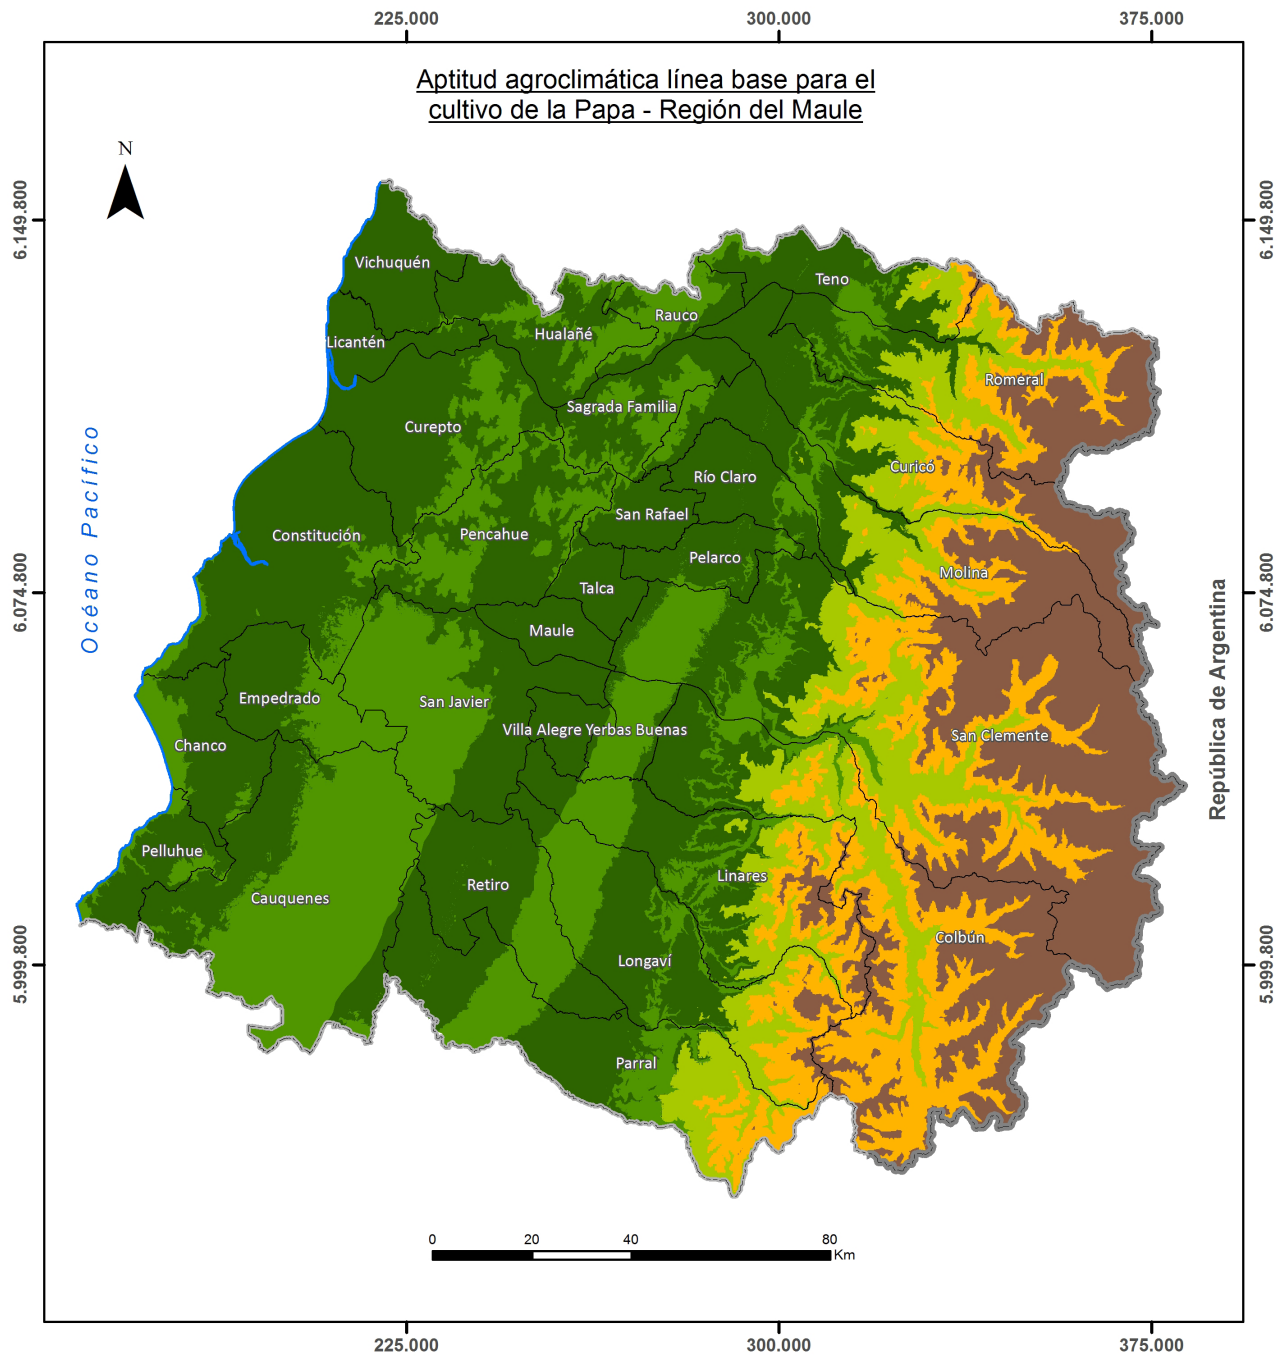 225.000
300.000
375.000
Aptitud agroclimática línea base para el
cultivo de la Papa - Región del Maule
N
6.149.800
6.149.800
Vichuquén
Teno
Rauco
Hualañé
Licantén
Romeral
Sagrada Familia
Curepto
Curicó
Río Claro
San Rafael
Constitución
Pencahue
Pelarco
Molina
Talca
6.074.800
6.074.800
Maule
Océano Pacífico
República de Argentina
Empedrado
San Javier
Villa Alegre
Yerbas Buenas
San Clemente
Chanco
Pelluhue
Linares
Retiro
Cauquenes
Colbún
Longaví
5.999.800
5.999.800
Parral
0
20
40
80
Km
225.000
300.000
375.000